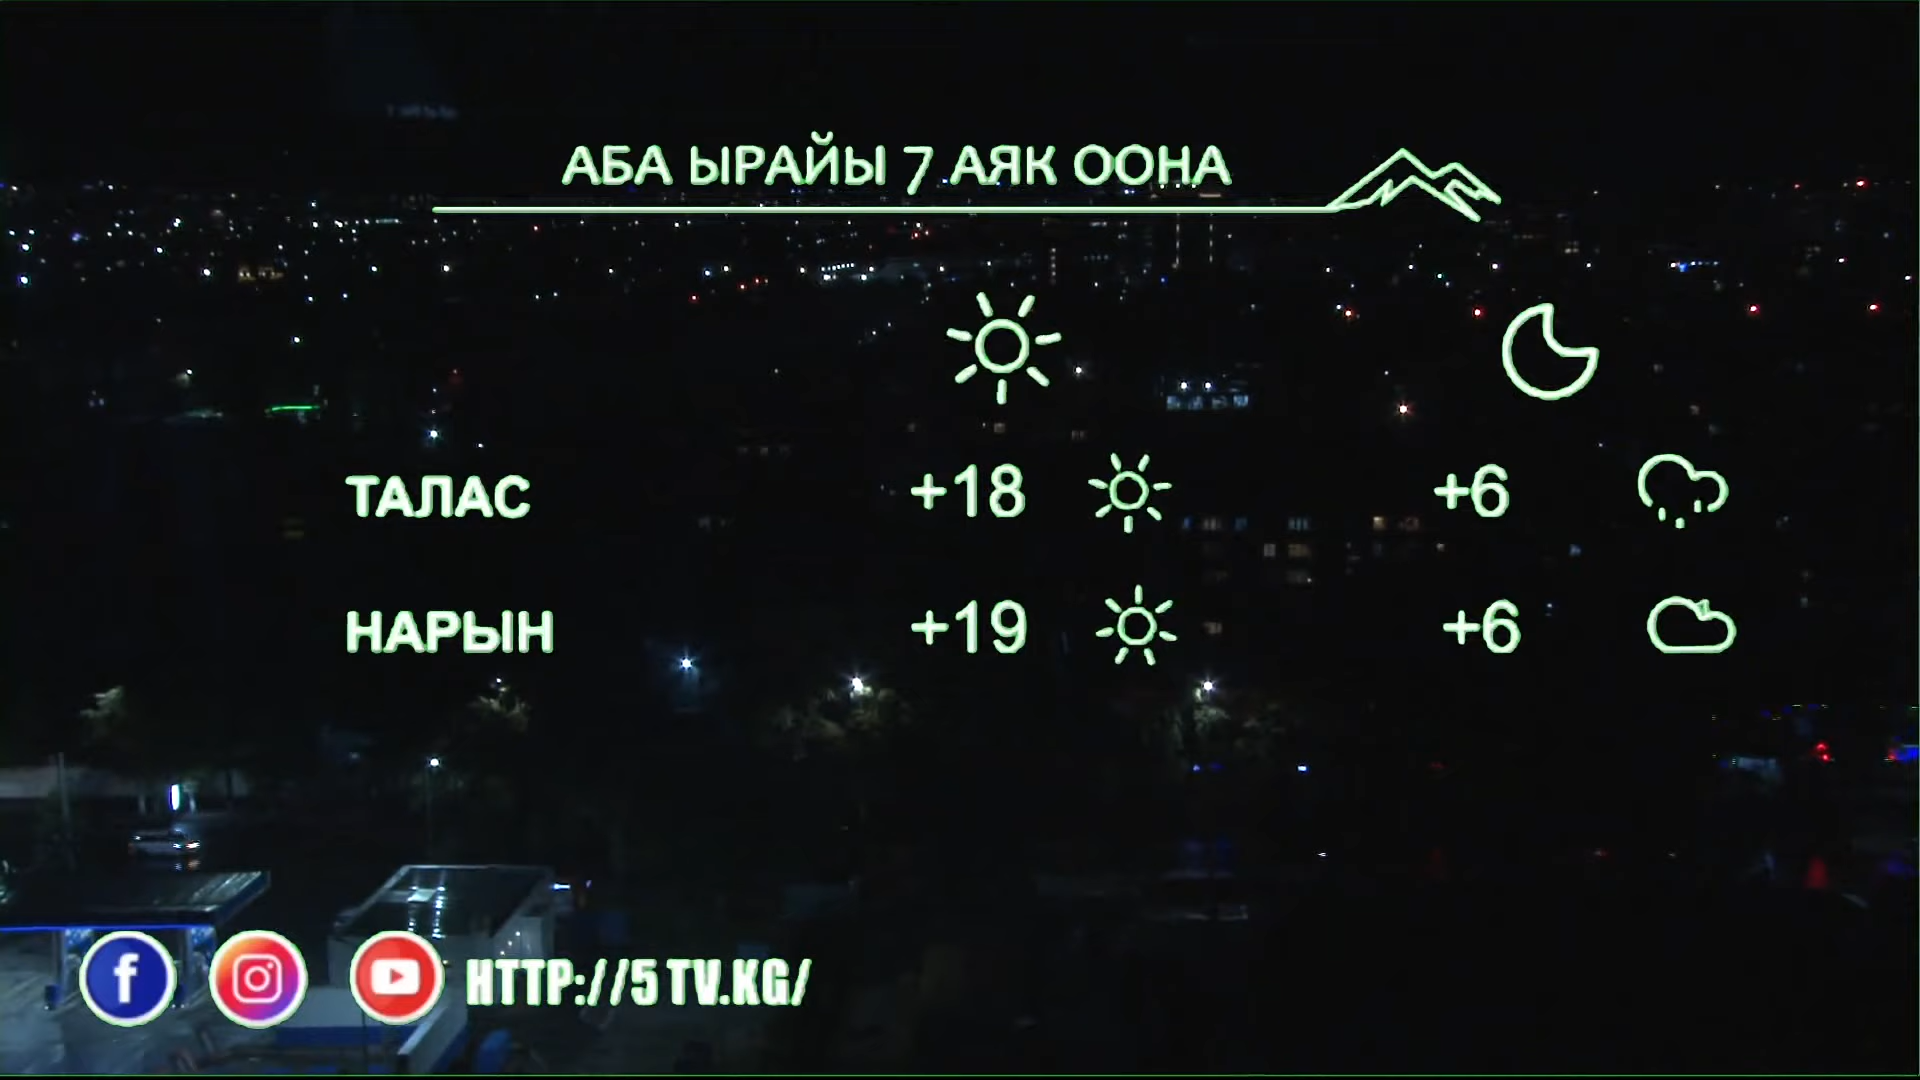 АБА ЫРАЙЫ 7 АЯК ООНА
ТАЛАС +18 +6
НАРЫН +19 +6
HTTP://5TV.KG/